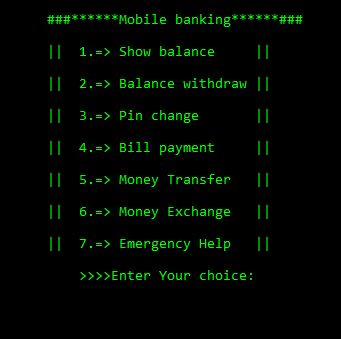 ###******Mobile banking******###
||  1.=> Show balance     ||
||  2.=> Balance withdraw ||
||  3.=> Pin change       ||
||  4.=> Bill payment     ||
||  5.=> Money Transfer   ||
||  6.=> Money Exchange   ||
||  7.=> Emergency Help   ||
>>>>Enter Your choice: